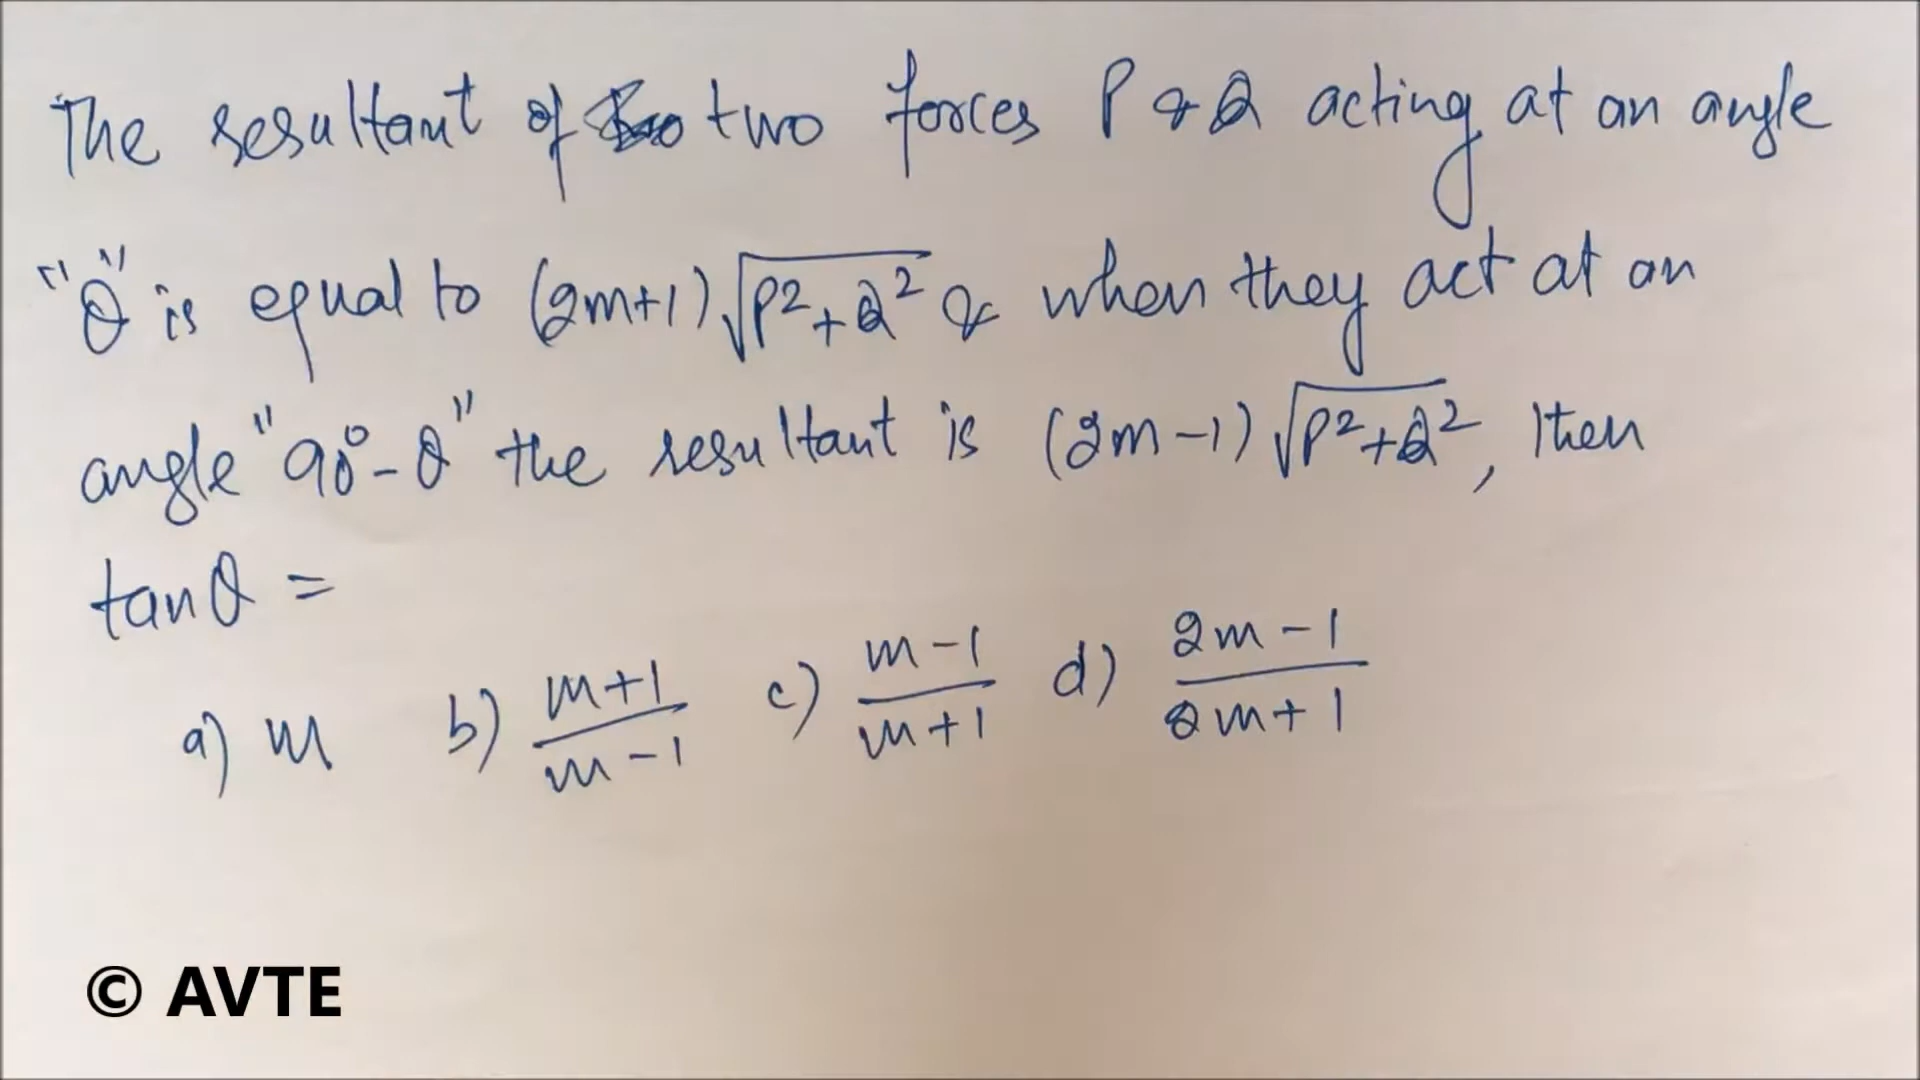 The resultant of two forces P & Q acting at an angle
"θ" is equal to (2m+1)√P²+Q² & when they act at an
angle "90°-θ" the resultant is (2m-1)√P²+Q², then
tanθ =
a) m b) m+1/m-1 c) m-1/m+1 d) 2m-1/2m+1
© AVTE